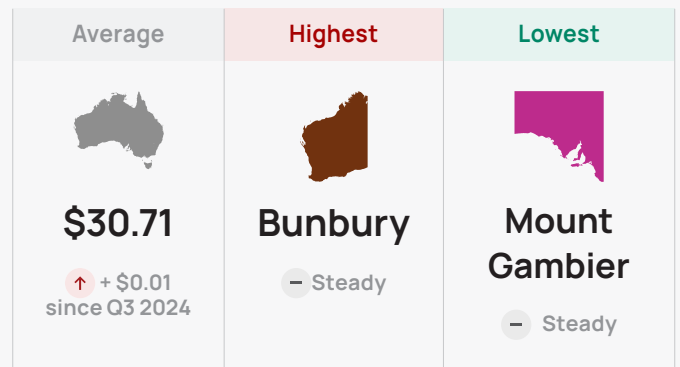 Average
$30.71
+ $0.01
since Q3 2024
Highest
Bunbury
Steady
Lowest
Mount
Gambier
Steady